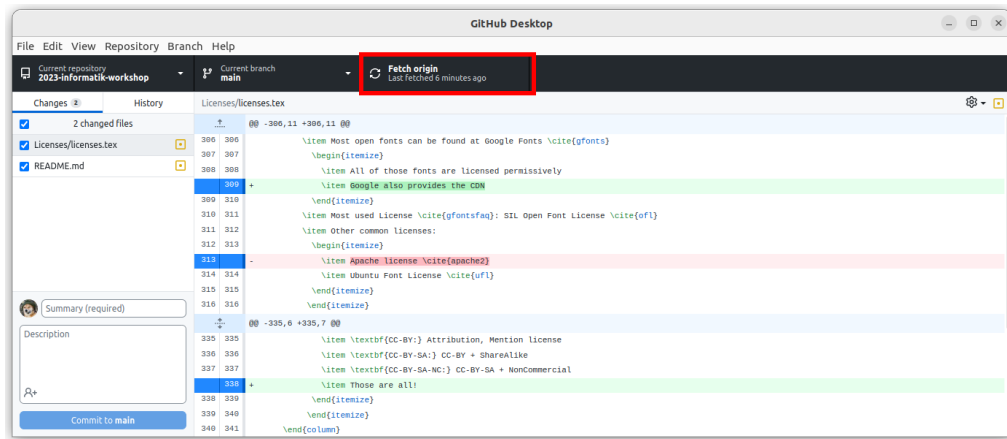 GitHub Desktop
File Edit View Repository Branch Help
Current repository
2023-informatik-workshop
Current branch
main
Fetch origin
Last fetched 6 minutes ago
Changes 2 History
2 changed files
Licenses/licenses.tex
README.md
Summary (required)
Description
Commit to main
Licenses/licenses.tex
@@ -306,11 +306,11 @@
306 306 \item Most open fonts can be found at Google Fonts \cite{gfonts}
307 307 \begin{itemize}
308 308 \item All of those fonts are licensed permissively
309 + \item Google also provides the CDN
309 310 \end{itemize}
310 311 \item Most used License \cite{gfontsfaq}: SIL Open Font License \cite{ofl}
311 312 \item Other common licenses:
312 313 \begin{itemize}
313 - \item Apache license \cite{apache2}
314 314 \item Ubuntu Font License \cite{ufl}
315 315 \end{itemize}
316 316 \end{itemize}
@@ -335,6 +335,7 @@
335 335 \item \textbf{CC-BY:} Attribution, Mention license
336 336 \item \textbf{CC-BY-SA:} CC-BY + ShareAlike
337 337 \item \textbf{CC-BY-SA-NC:} CC-BY-SA + NonCommercial
338 + \item Those are all!
338 339 \end{itemize}
339 340 \end{itemize}
340 341 \end{column}